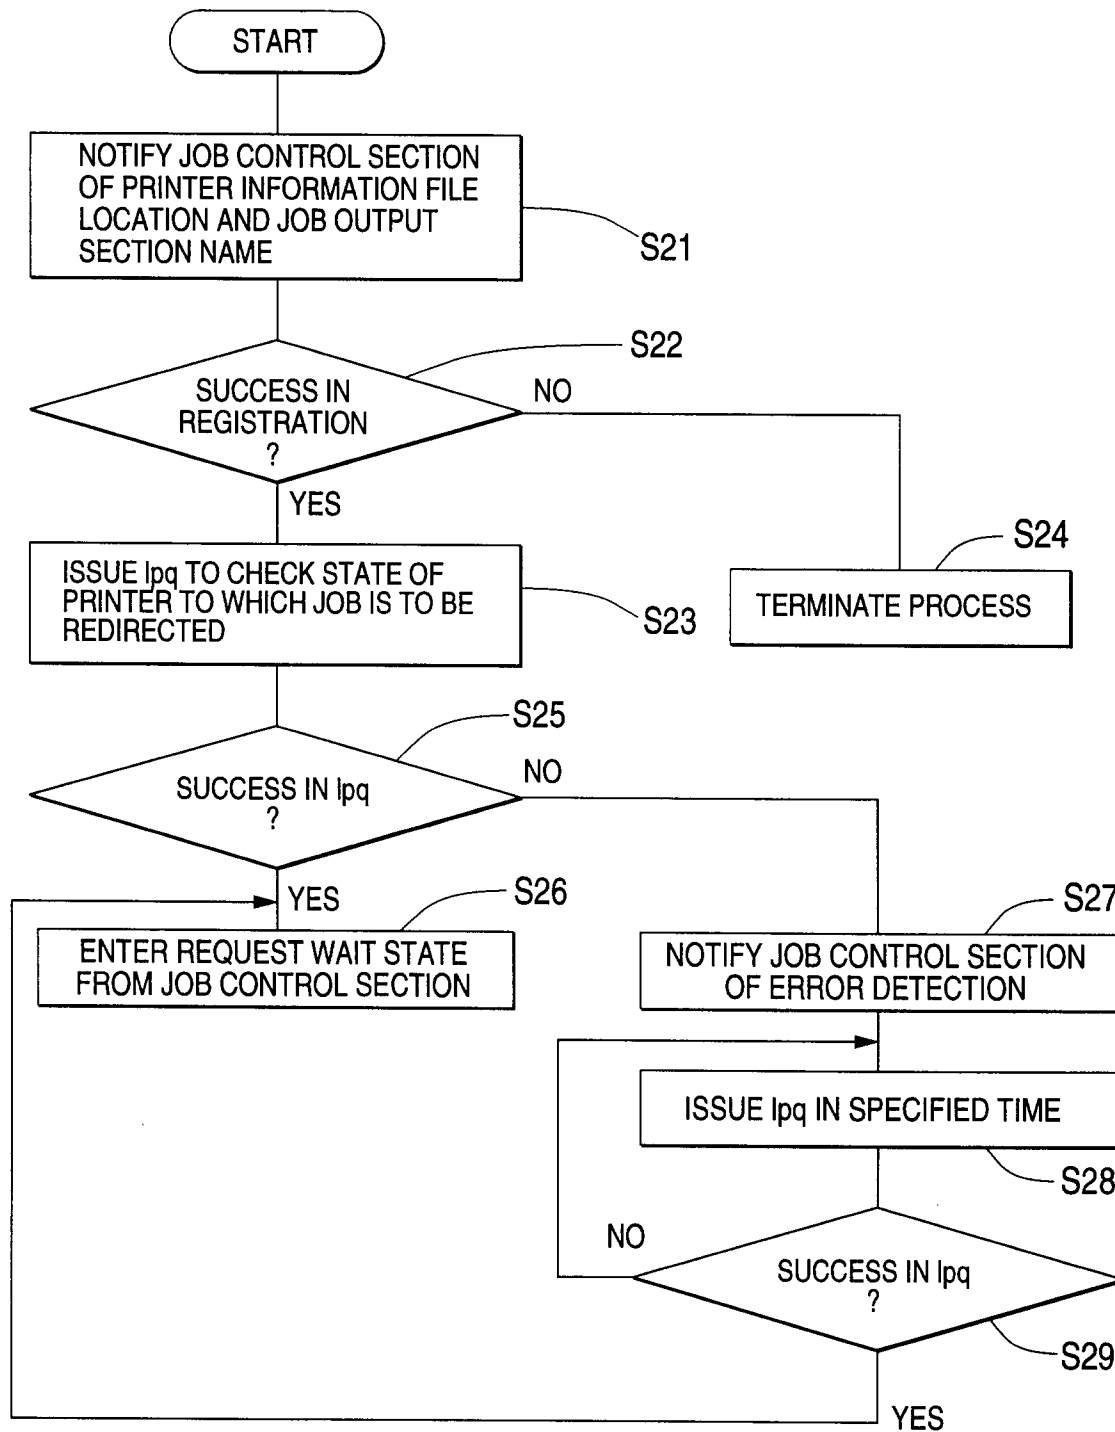 START
NOTIFY JOB CONTROL SECTION
OF PRINTER INFORMATION FILE
LOCATION AND JOB OUTPUT
SECTION NAME
S21
S22
SUCCESS IN
REGISTRATION
?
NO
YES
S24
ISSUE lpq TO CHECK STATE OF
PRINTER TO WHICH JOB IS TO BE
REDIRECTED
S23
TERMINATE PROCESS
S25
SUCCESS IN lpq
?
NO
YES
S26
S27
ENTER REQUEST WAIT STATE
FROM JOB CONTROL SECTION
NOTIFY JOB CONTROL SECTION
OF ERROR DETECTION
ISSUE lpq IN SPECIFIED TIME
S28
NO
SUCCESS IN lpq
?
S29
YES